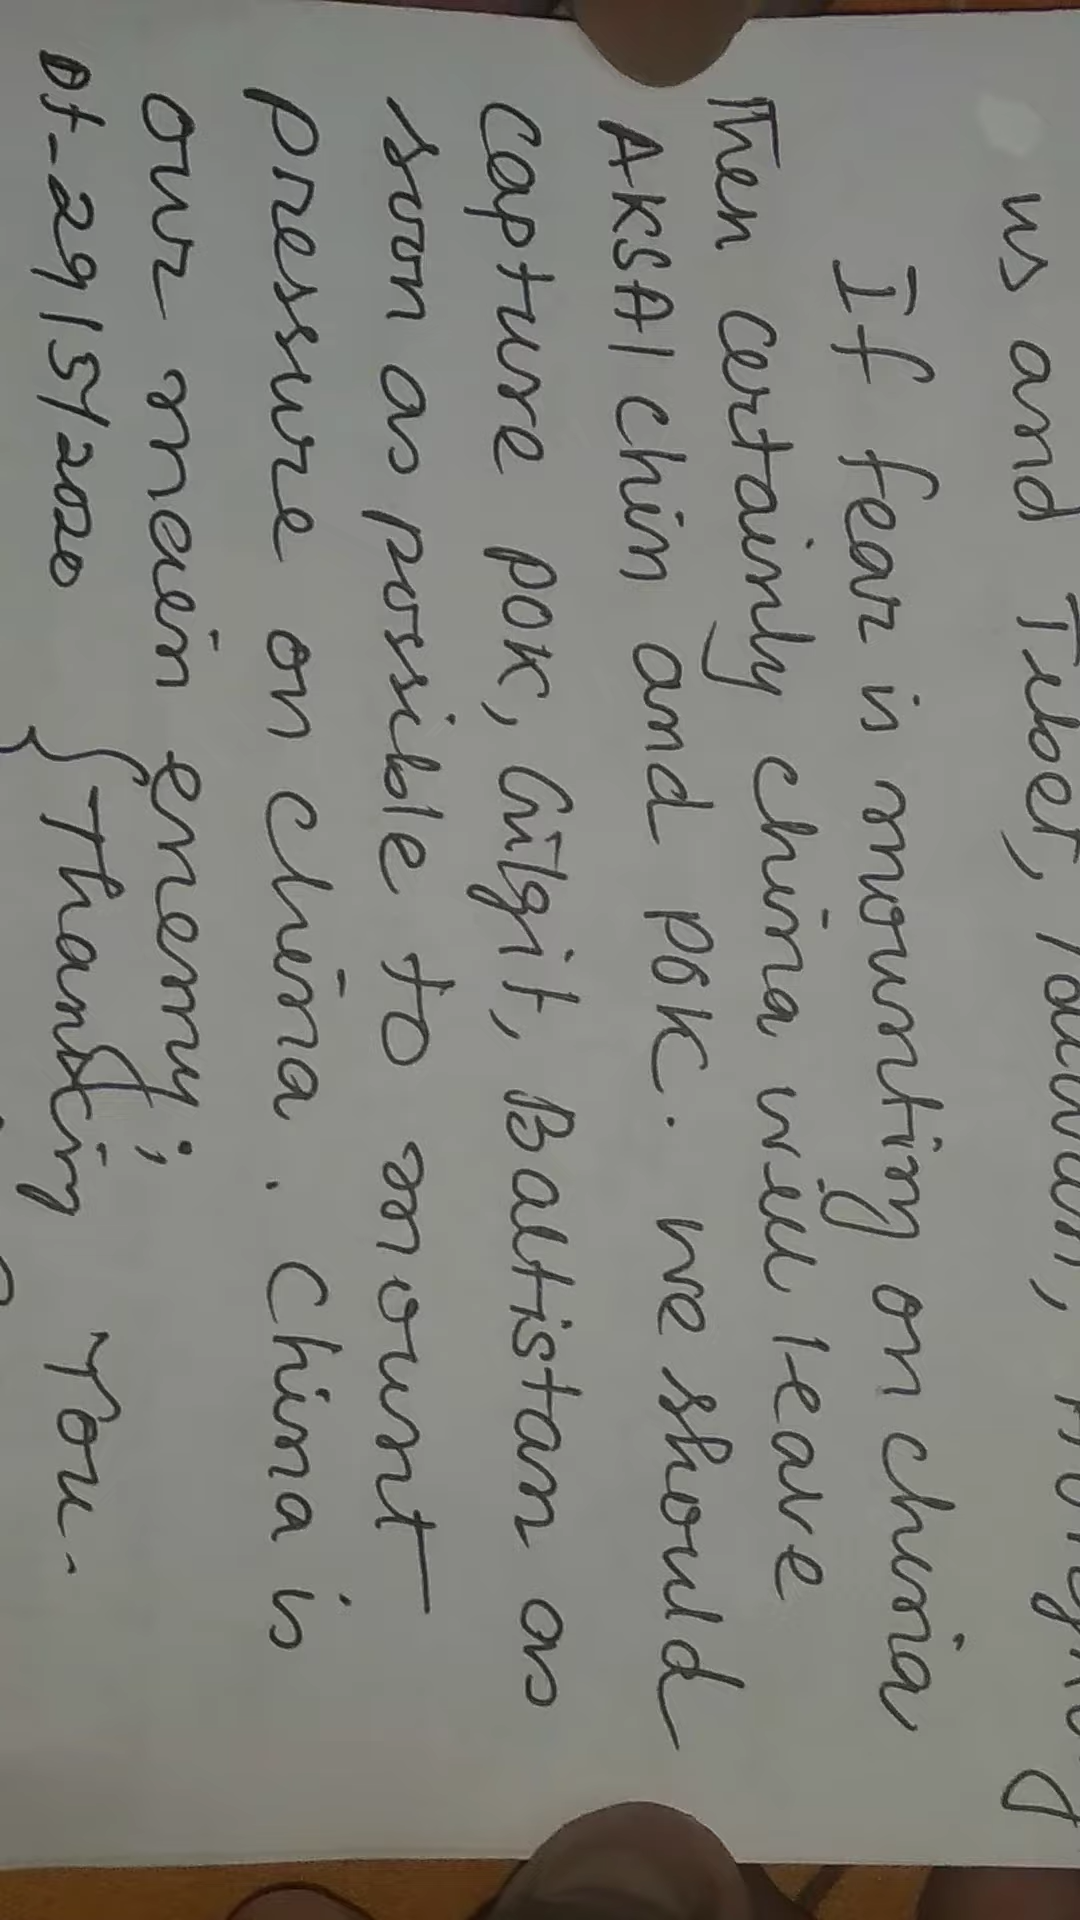 us and Tibet, Taiwan,
If fear is mounting on china
Then certainly china will leave
AKSAI chin and POK. we should
capture POK, Gilgit, Baltistan as
soon as possible to mount
pressure on china. China is
our main enemy;
Dt-29/5/2020 {Thanking You.